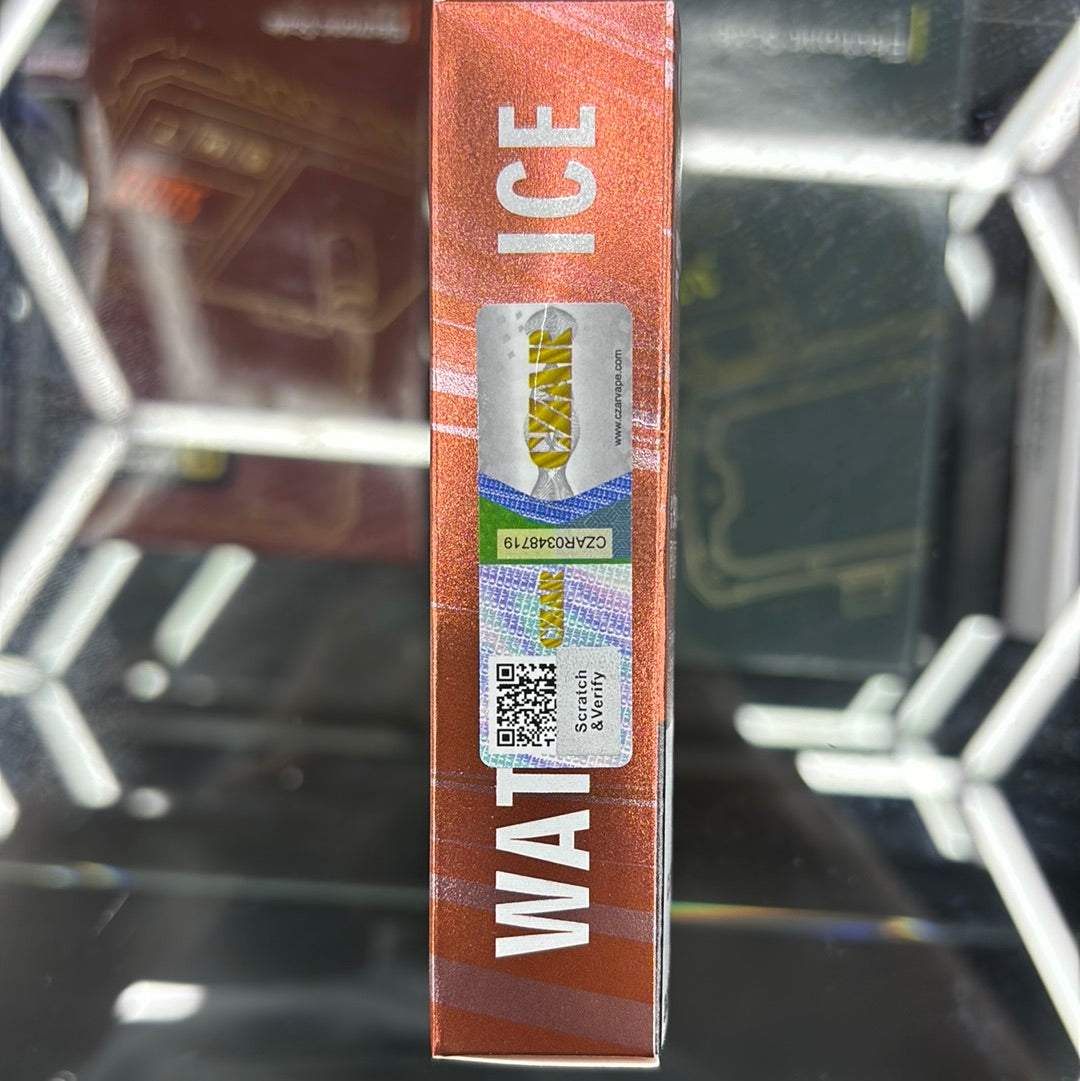 WAT ICE
CZAR
www.czarvape.com
CZAR0348719
CZAR
Scratch
&Verify